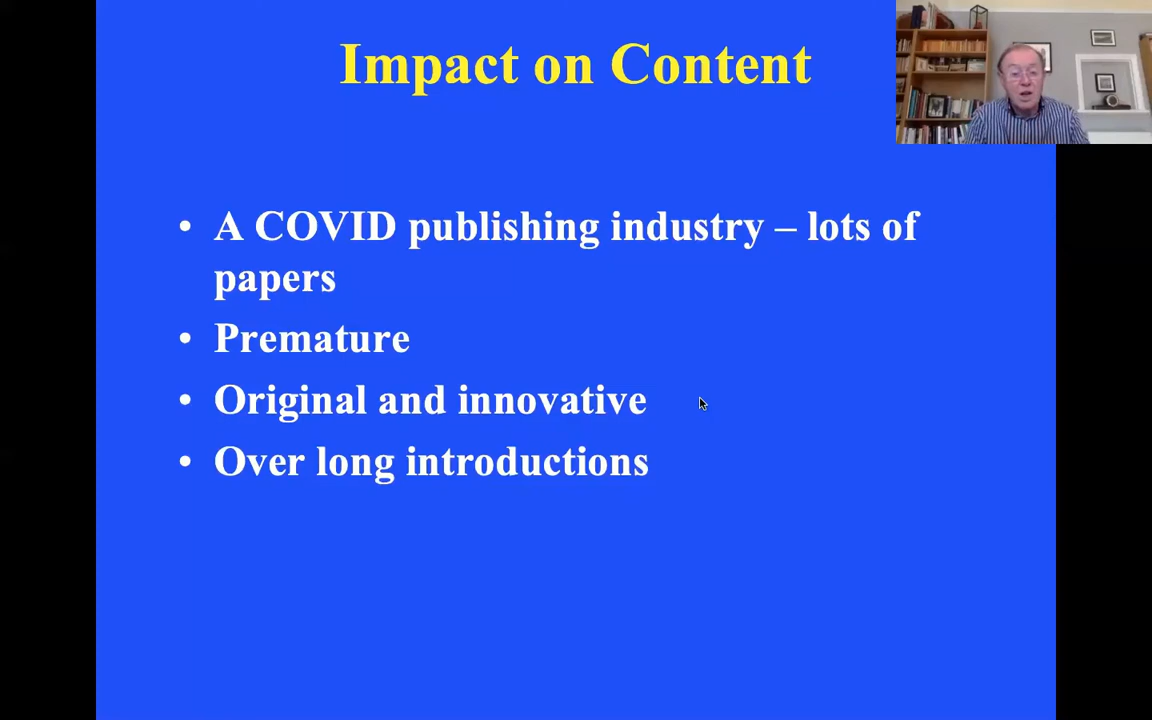 Impact on Content
• A COVID publishing industry – lots of
papers
• Premature
• Original and innovative
• Over long introductions